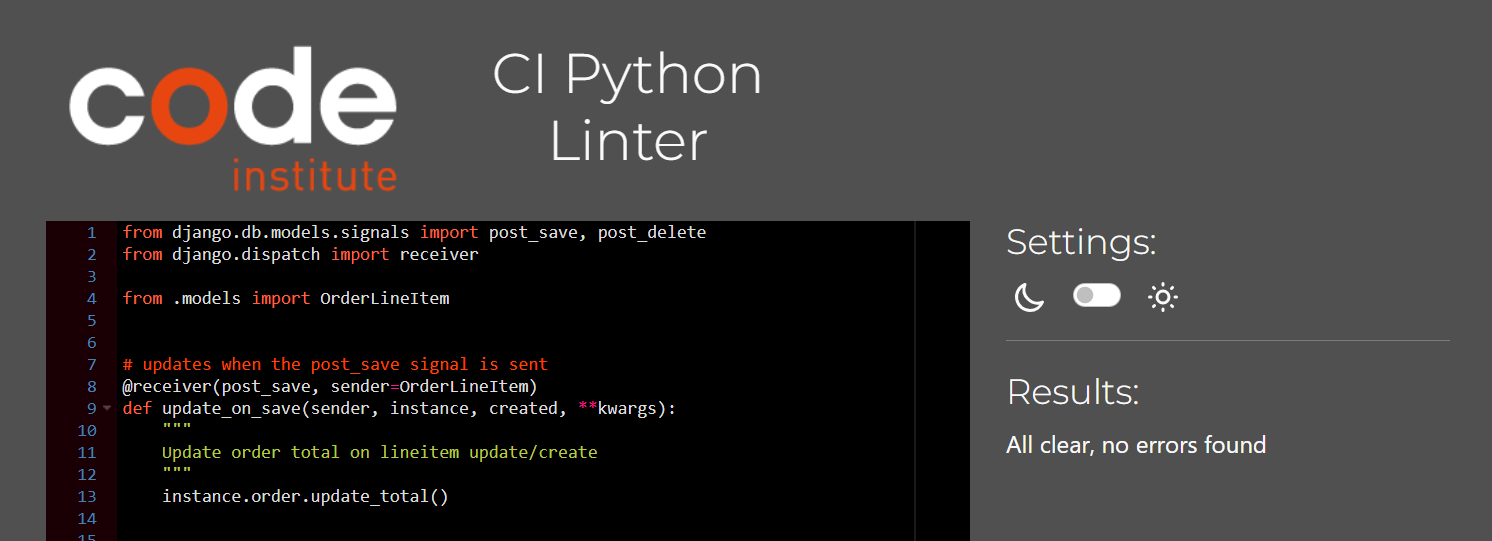 code
institute
CI Python
Linter
1 from django.db.models.signals import post_save, post_delete
2 from django.dispatch import receiver
3
4 from .models import OrderLineItem
5
6
7 # updates when the post_save signal is sent
8 @receiver(post_save, sender=OrderLineItem)
9 def update_on_save(sender, instance, created, **kwargs):
10     """
11     Update order total on lineitem update/create
12     """
13     instance.order.update_total()
14
15
Settings:
Results:
All clear, no errors found